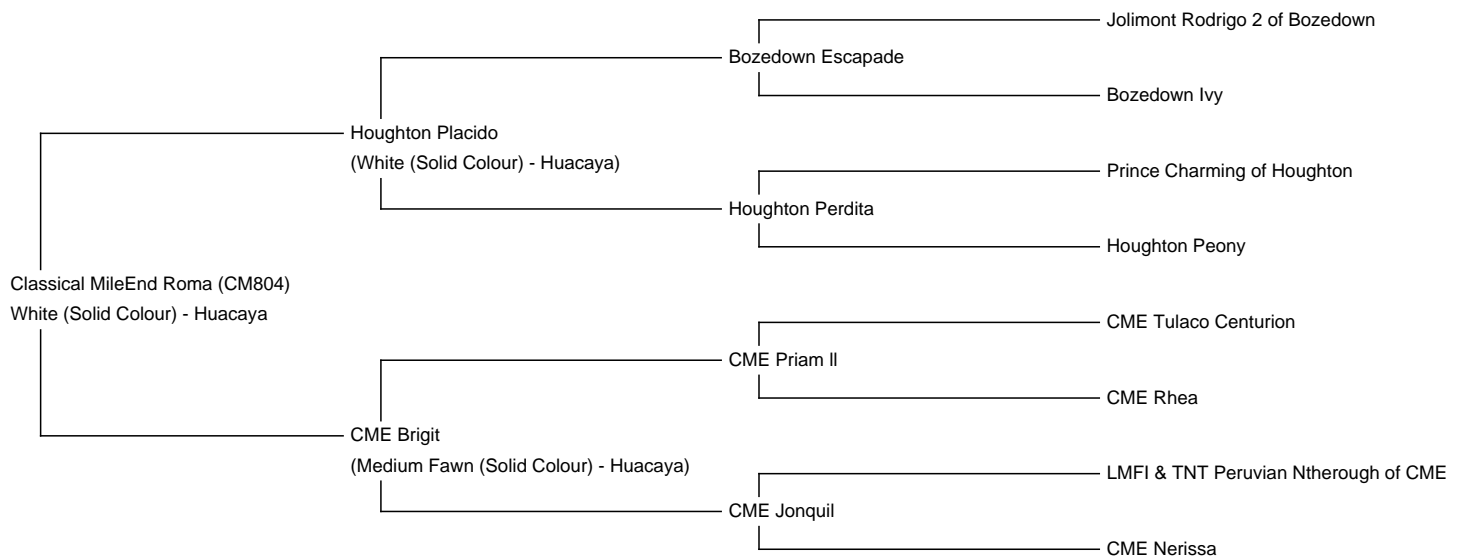 Jolimont Rodrigo 2 of Bozedown
Bozedown Escapade
Bozedown Ivy
Houghton Placido
(White (Solid Colour) - Huacaya)
Prince Charming of Houghton
Houghton Perdita
Houghton Peony
Classical MileEnd Roma (CM804)
White (Solid Colour) - Huacaya
CME Tulaco Centurion
CME Priam ll
CME Rhea
CME Brigit
(Medium Fawn (Solid Colour) - Huacaya)
LMFI & TNT Peruvian Ntherough of CME
CME Jonquil
CME Nerissa